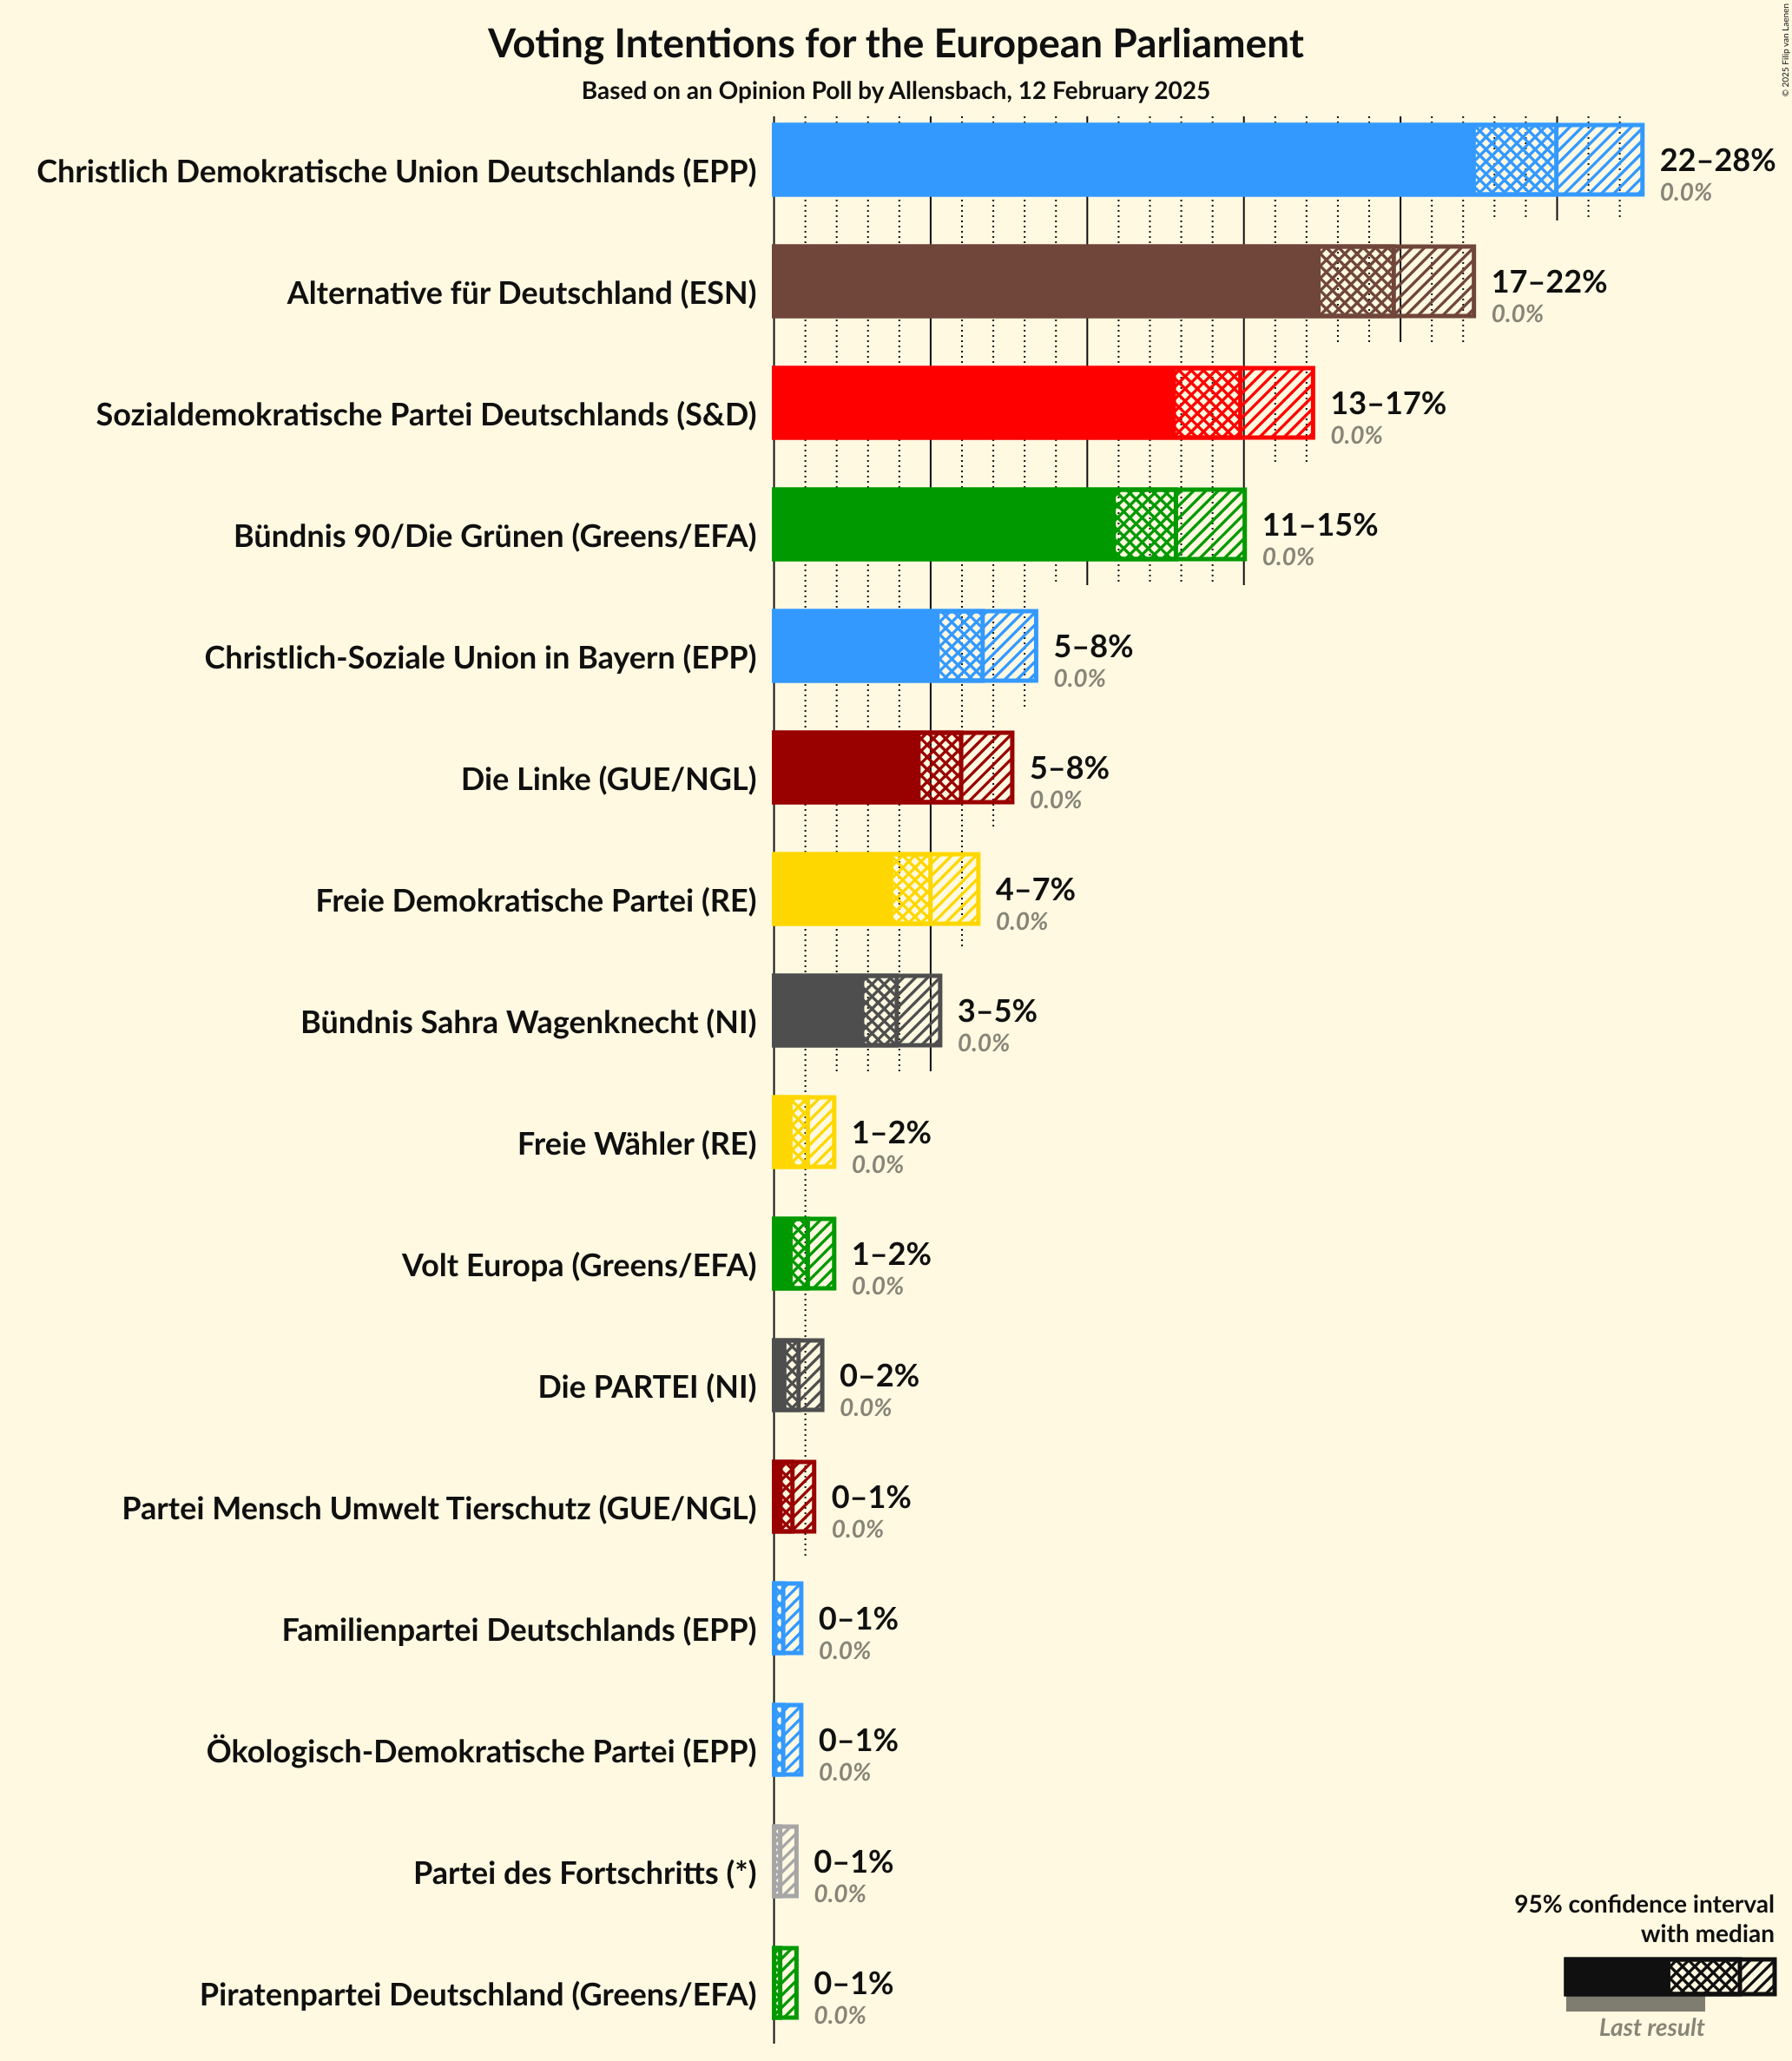 Voting Intentions for the European Parliament
Based on an Opinion Poll by Allensbach, 12 February 2025
© 2025 Filip van Laenen
Christlich Demokratische Union Deutschlands (EPP)
22–28%
0.0%
Alternative für Deutschland (ESN)
17–22%
0.0%
Sozialdemokratische Partei Deutschlands (S&D)
13–17%
0.0%
Bündnis 90/Die Grünen (Greens/EFA)
11–15%
0.0%
Christlich-Soziale Union in Bayern (EPP)
5–8%
0.0%
Die Linke (GUE/NGL)
5–8%
0.0%
Freie Demokratische Partei (RE)
4–7%
0.0%
Bündnis Sahra Wagenknecht (NI)
3–5%
0.0%
Freie Wähler (RE)
1–2%
0.0%
Volt Europa (Greens/EFA)
1–2%
0.0%
Die PARTEI (NI)
0–2%
0.0%
Partei Mensch Umwelt Tierschutz (GUE/NGL)
0–1%
0.0%
Familienpartei Deutschlands (EPP)
0–1%
0.0%
Ökologisch-Demokratische Partei (EPP)
0–1%
0.0%
Partei des Fortschritts (*)
0–1%
0.0%
Piratenpartei Deutschland (Greens/EFA)
0–1%
0.0%
95% confidence interval
with median
Last result